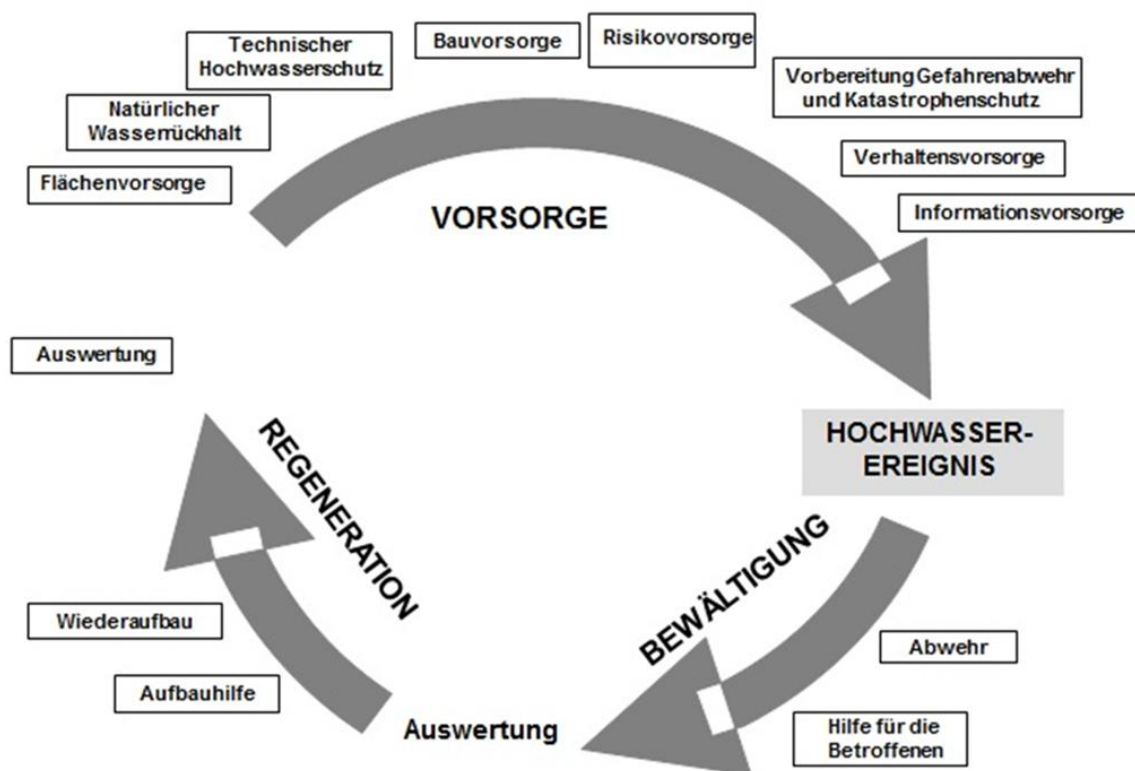 Technischer
Hochwasserschutz
Bauvorsorge
Risikovorsorge
Vorbereitung Gefahrenabwehr
und Katastrophenschutz
Natürlicher
Wasserrückhalt
Verhaltensvorsorge
Flächenvorsorge
VORSORGE
Informationsvorsorge
Auswertung
HOCHWASSER-
EREIGNIS
REGENERATION
BEWÄLTIGUNG
Wiederaufbau
Abwehr
Aufbauhilfe
Auswertung
Hilfe für die
Betroffenen